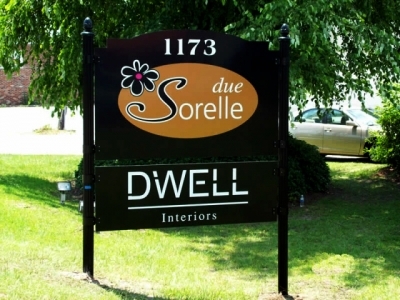 1173
due
Sorelle
DWELL
Interiors